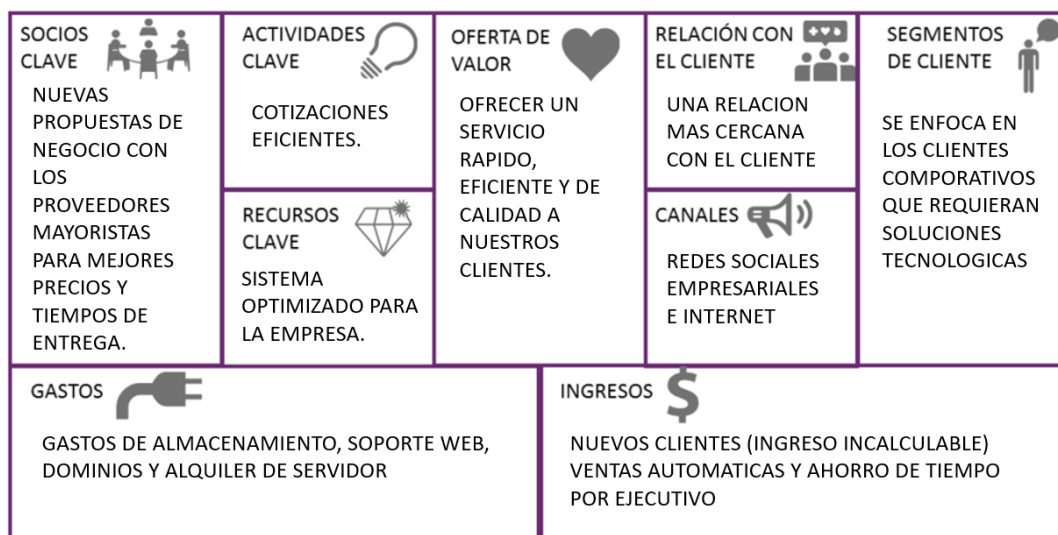 SOCIOS
CLAVE
NUEVAS
PROPUESTAS DE
NEGOCIO CON
LOS
PROVEEDORES
MAYORISTAS
PARA MEJORES
PRECIOS Y
TIEMPOS DE
ENTREGA.
ACTIVIDADES
CLAVE
COTIZACIONES
EFICIENTES.
RECURSOS
CLAVE
SISTEMA
OPTIMIZADO PARA
LA EMPRESA.
OFERTA DE
VALOR
OFRECER UN
SERVICIO
RAPIDO,
EFICIENTE Y DE
CALIDAD A
NUESTROS
CLIENTES.
RELACIÓN CON
EL CLIENTE
UNA RELACION
MAS CERCANA
CON EL CLIENTE
CANALES
REDES SOCIALES
EMPRESARIALES
E INTERNET
SEGMENTOS
DE CLIENTE
SE ENFOCA EN
LOS CLIENTES
COMPORATIVOS
QUE REQUIERAN
SOLUCIONES
TECNOLOGICAS
GASTOS
GASTOS DE ALMACENAMIENTO, SOPORTE WEB,
DOMINIOS Y ALQUILER DE SERVIDOR
INGRESOS
$
NUEVOS CLIENTES (INGRESO INCALCULABLE)
VENTAS AUTOMATICAS Y AHORRO DE TIEMPO
POR EJECUTIVO